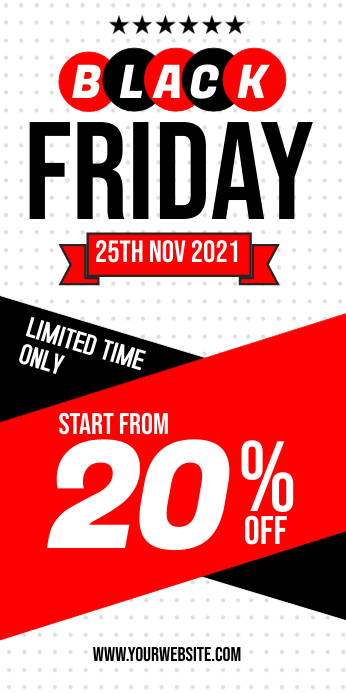 BLACK
FRIDAY
25TH NOV 2021
LIMITED TIME
ONLY
START FROM
20%
OFF
WWW.YOURWEBSITE.COM